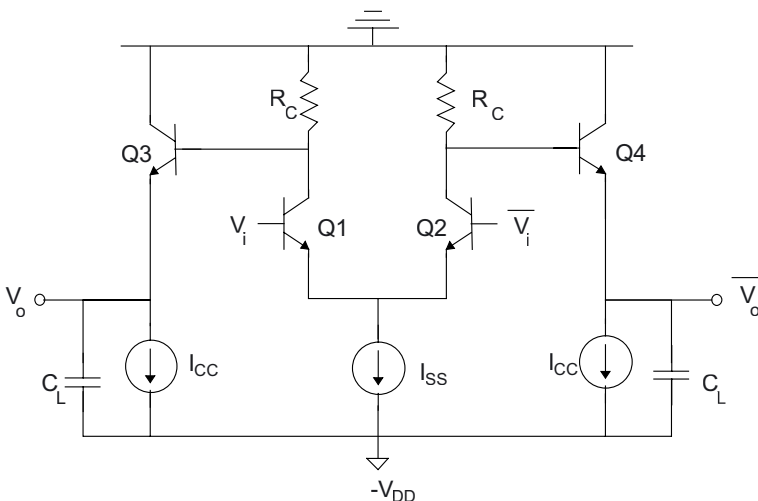 R_C R_C
Q3 Q4
V_i Q1 Q2 V̅_i
V_o V̅_o
C_L I_CC I_SS I_CC C_L
-V_DD